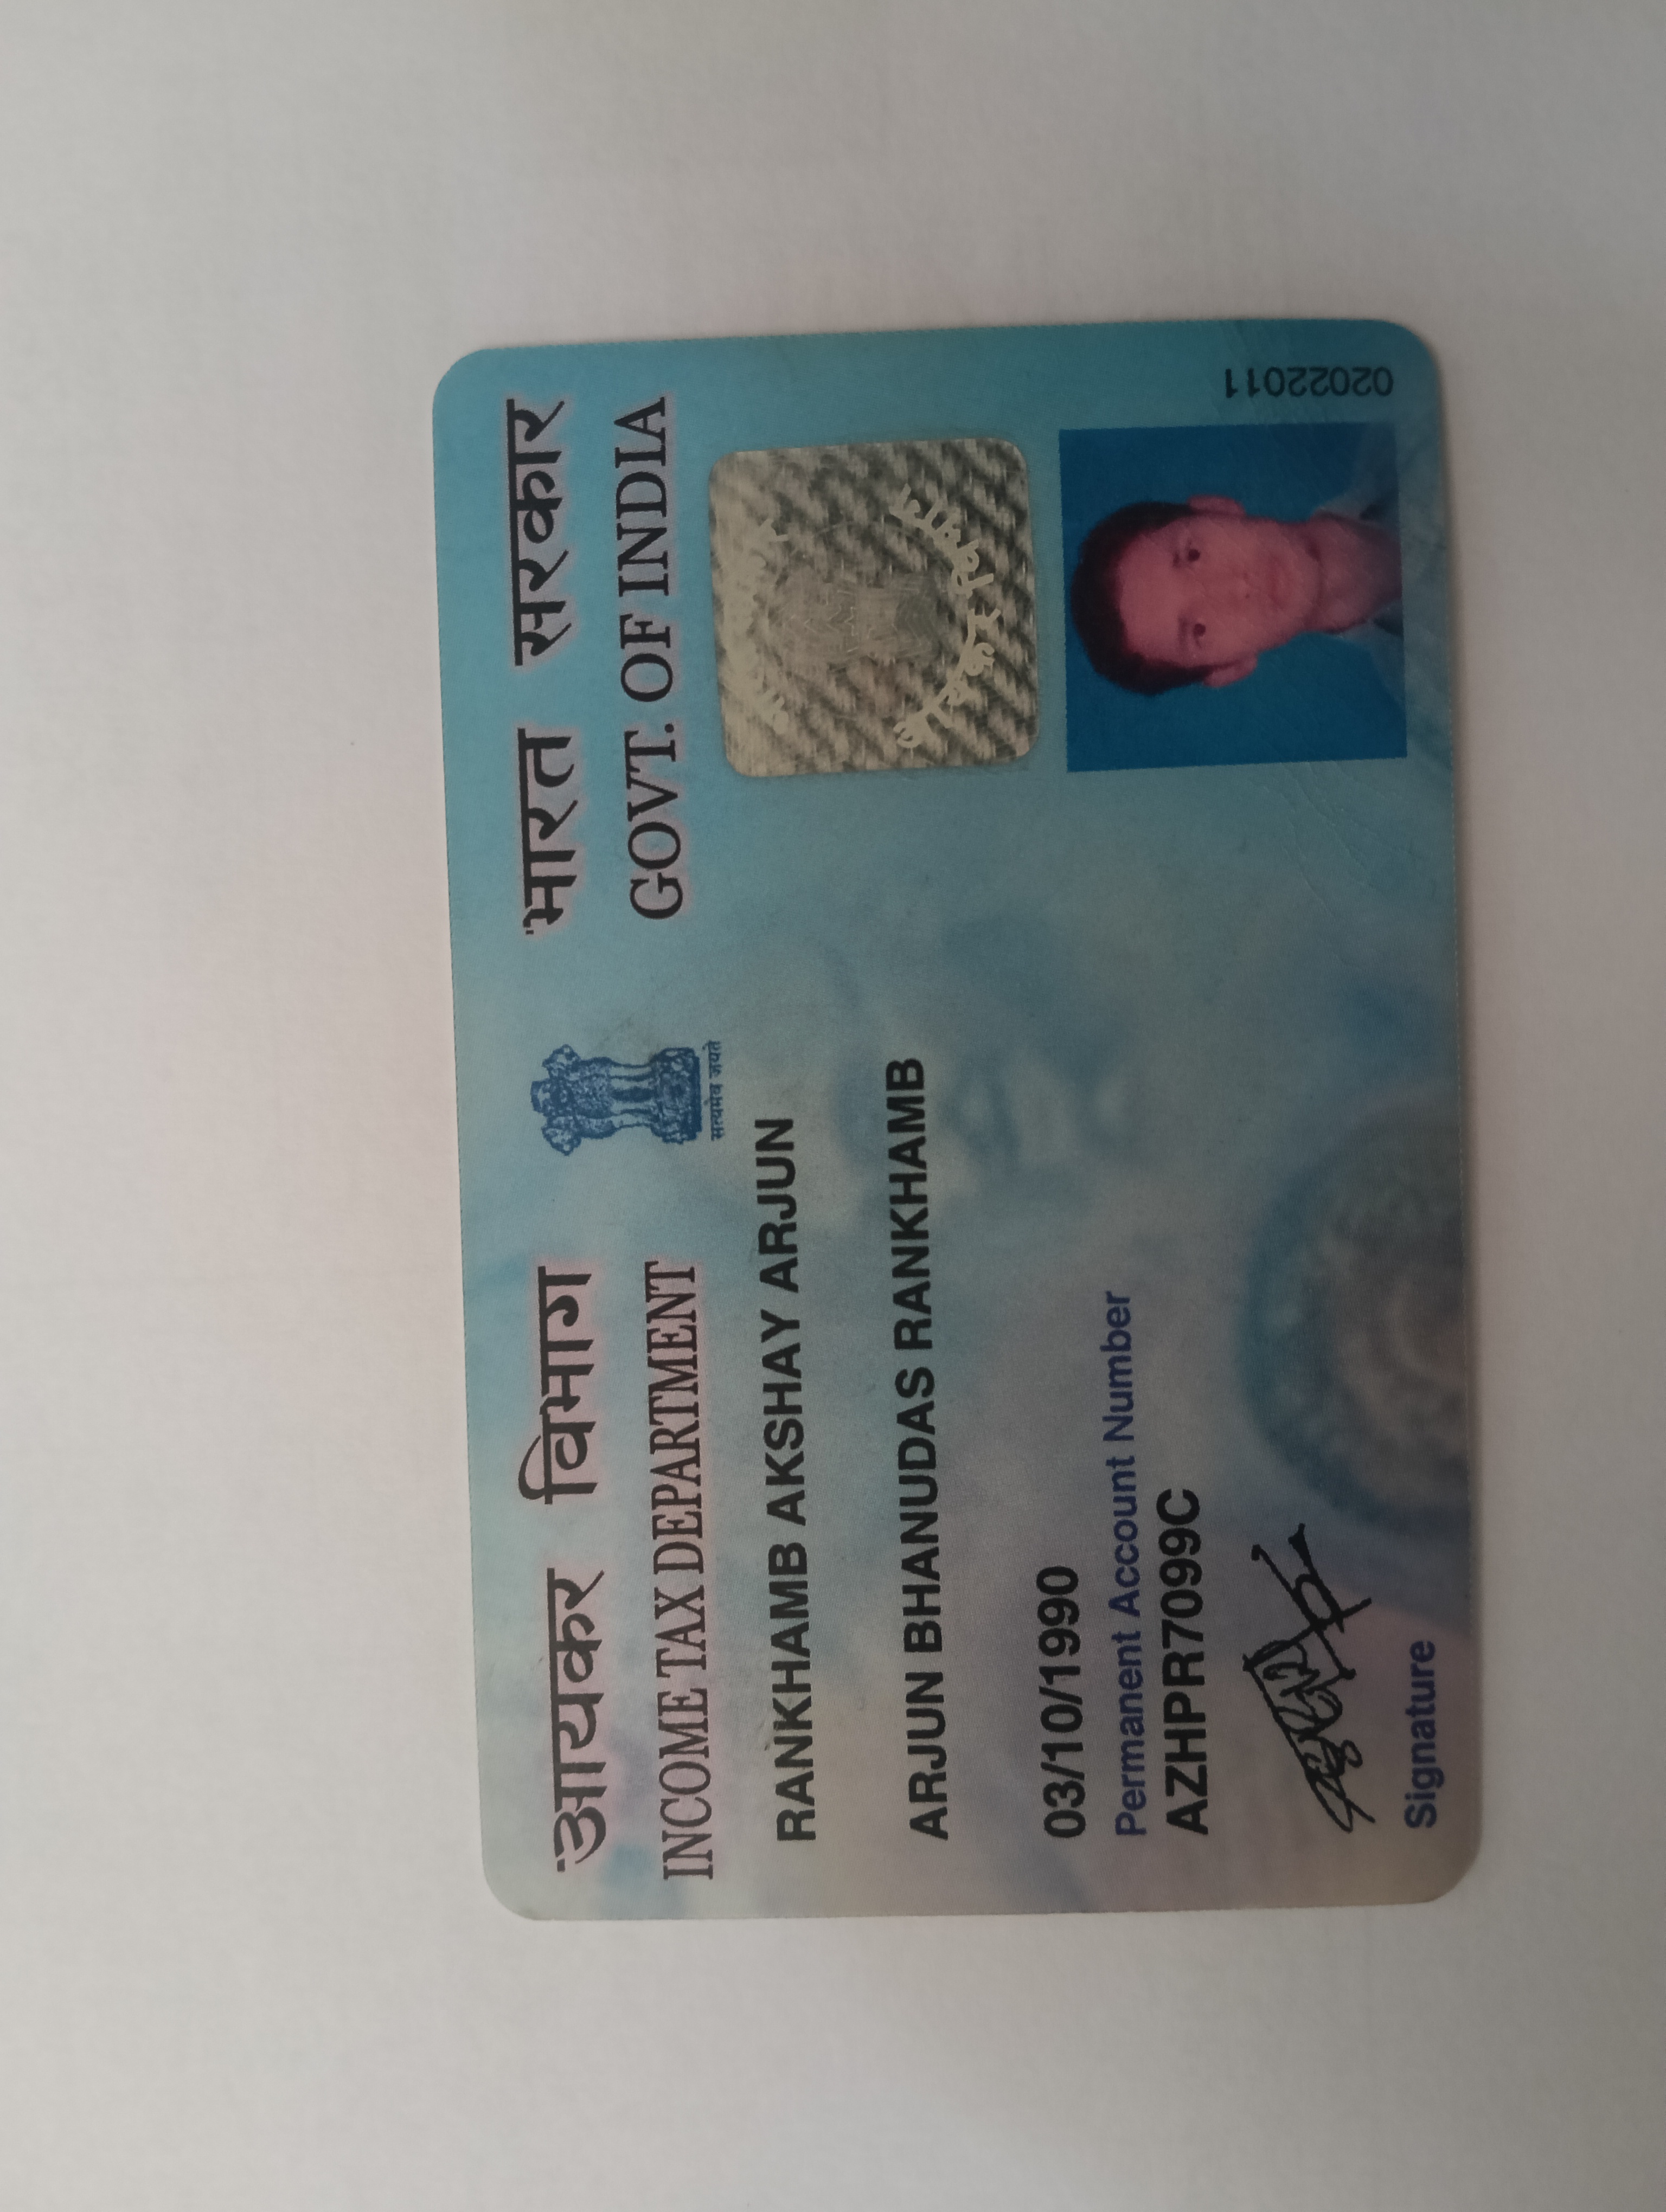 आयकर विभाग
INCOME TAX DEPARTMENT
सत्यमेव जयते
भारत सरकार
GOVT. OF INDIA
RANKHAMB AKSHAY ARJUN
ARJUN BHANUDAS RANKHAMB
03/10/1990
Permanent Account Number
AZHPR7099C
Signature
आयकर विभाग
02022011